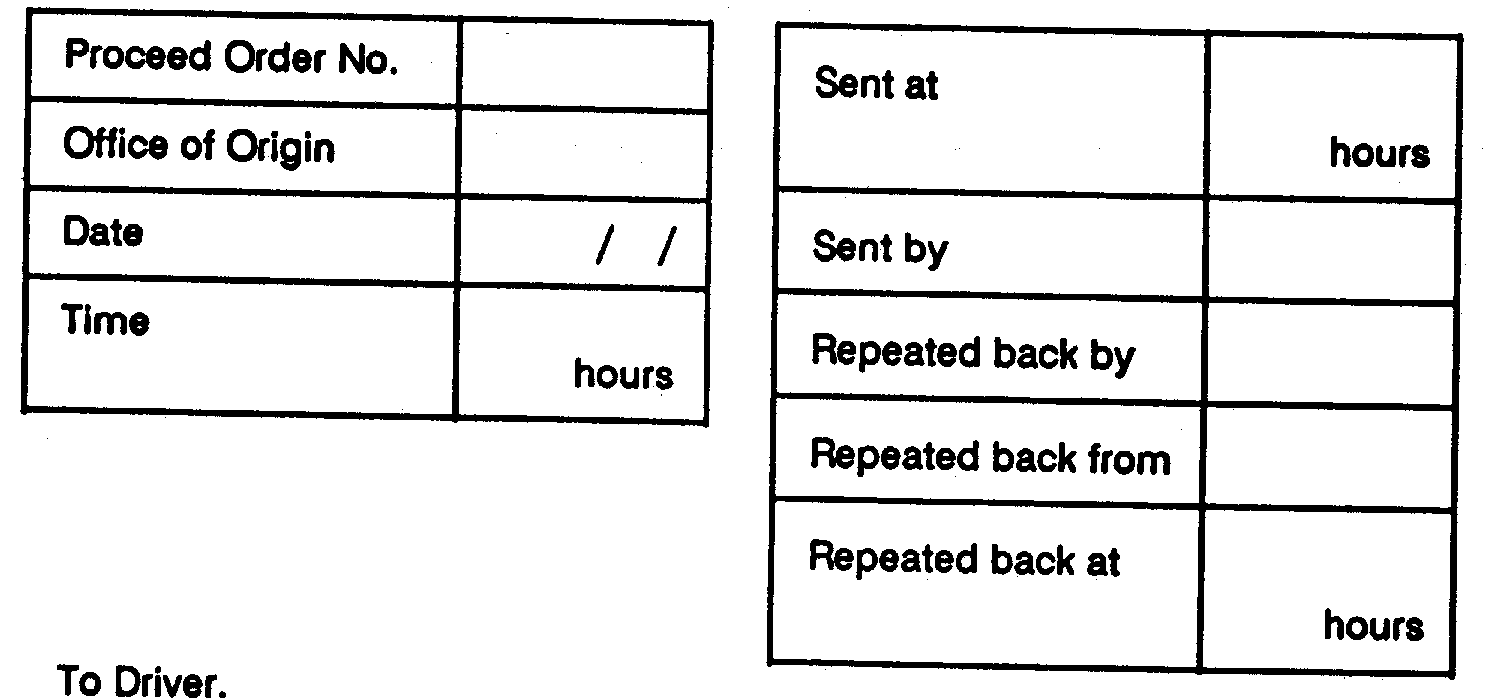 Proceed Order No.
Office of Origin
Date / /
Time
hours
Sent at
hours
Sent by
Repeated back by
Repeated back from
Repeated back at
hours
To Driver.